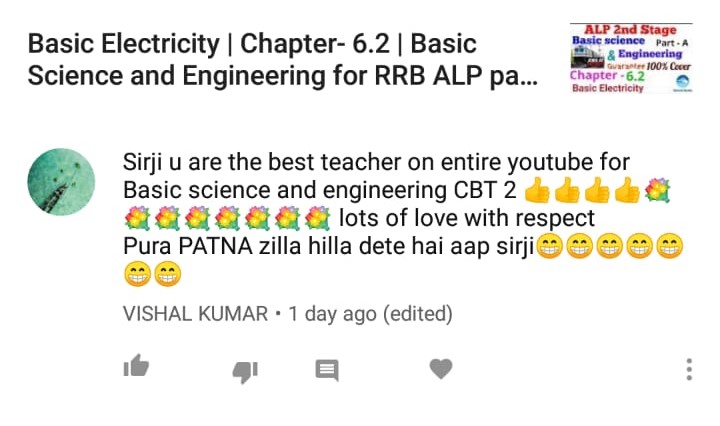 Basic Electricity | Chapter- 6.2 | Basic
Science and Engineering for RRB ALP pa...
ALP 2nd Stage
Basic science Part - A
& Engineering
Guaranter 100% Cover
Chapter - 6.2
Basic Electricity
Sirji u are the best teacher on entire youtube for
Basic science and engineering CBT 2 👍👍👍👍💐
💐💐💐💐💐💐💐 lots of love with respect
Pura PATNA zilla hilla dete hai aap sirji😁😁😁😁😁
😁😁
VISHAL KUMAR • 1 day ago (edited)